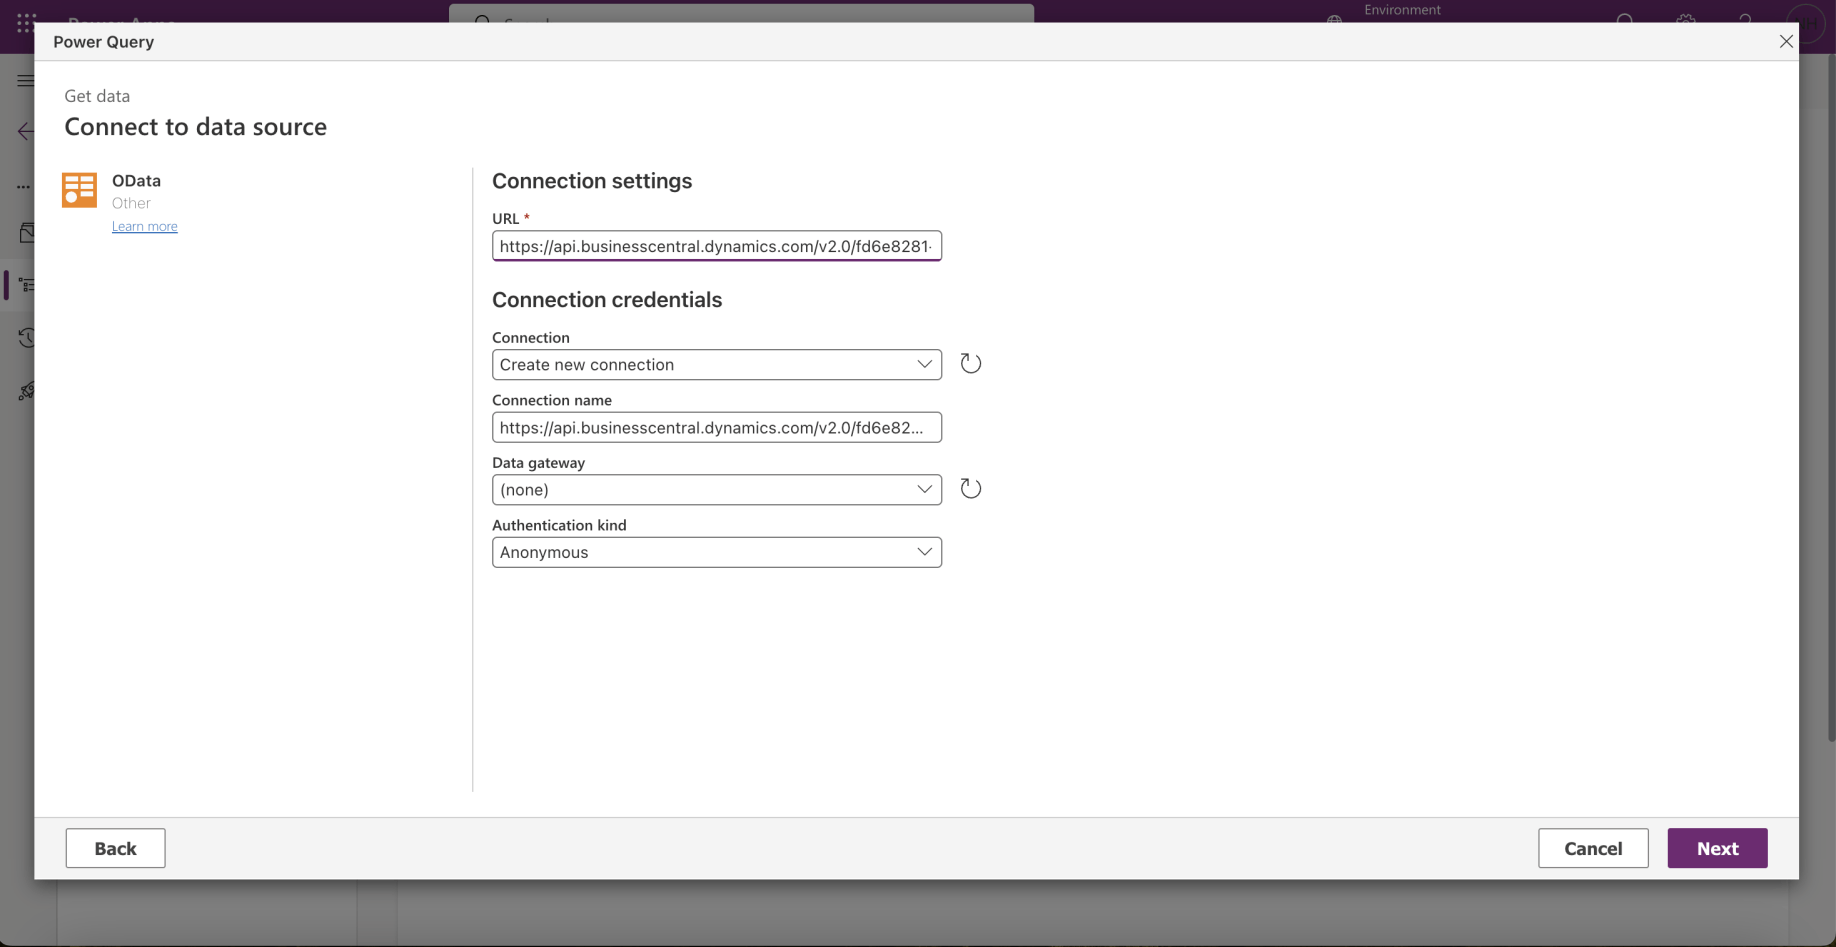 Environment
Power Query
Get data
Connect to data source
OData
Other
Learn more
Connection settings
URL *
https://api.businesscentral.dynamics.com/v2.0/fd6e8281-
Connection credentials
Connection
Create new connection
Connection name
https://api.businesscentral.dynamics.com/v2.0/fd6e82...
Data gateway
(none)
Authentication kind
Anonymous
Back
Cancel
Next